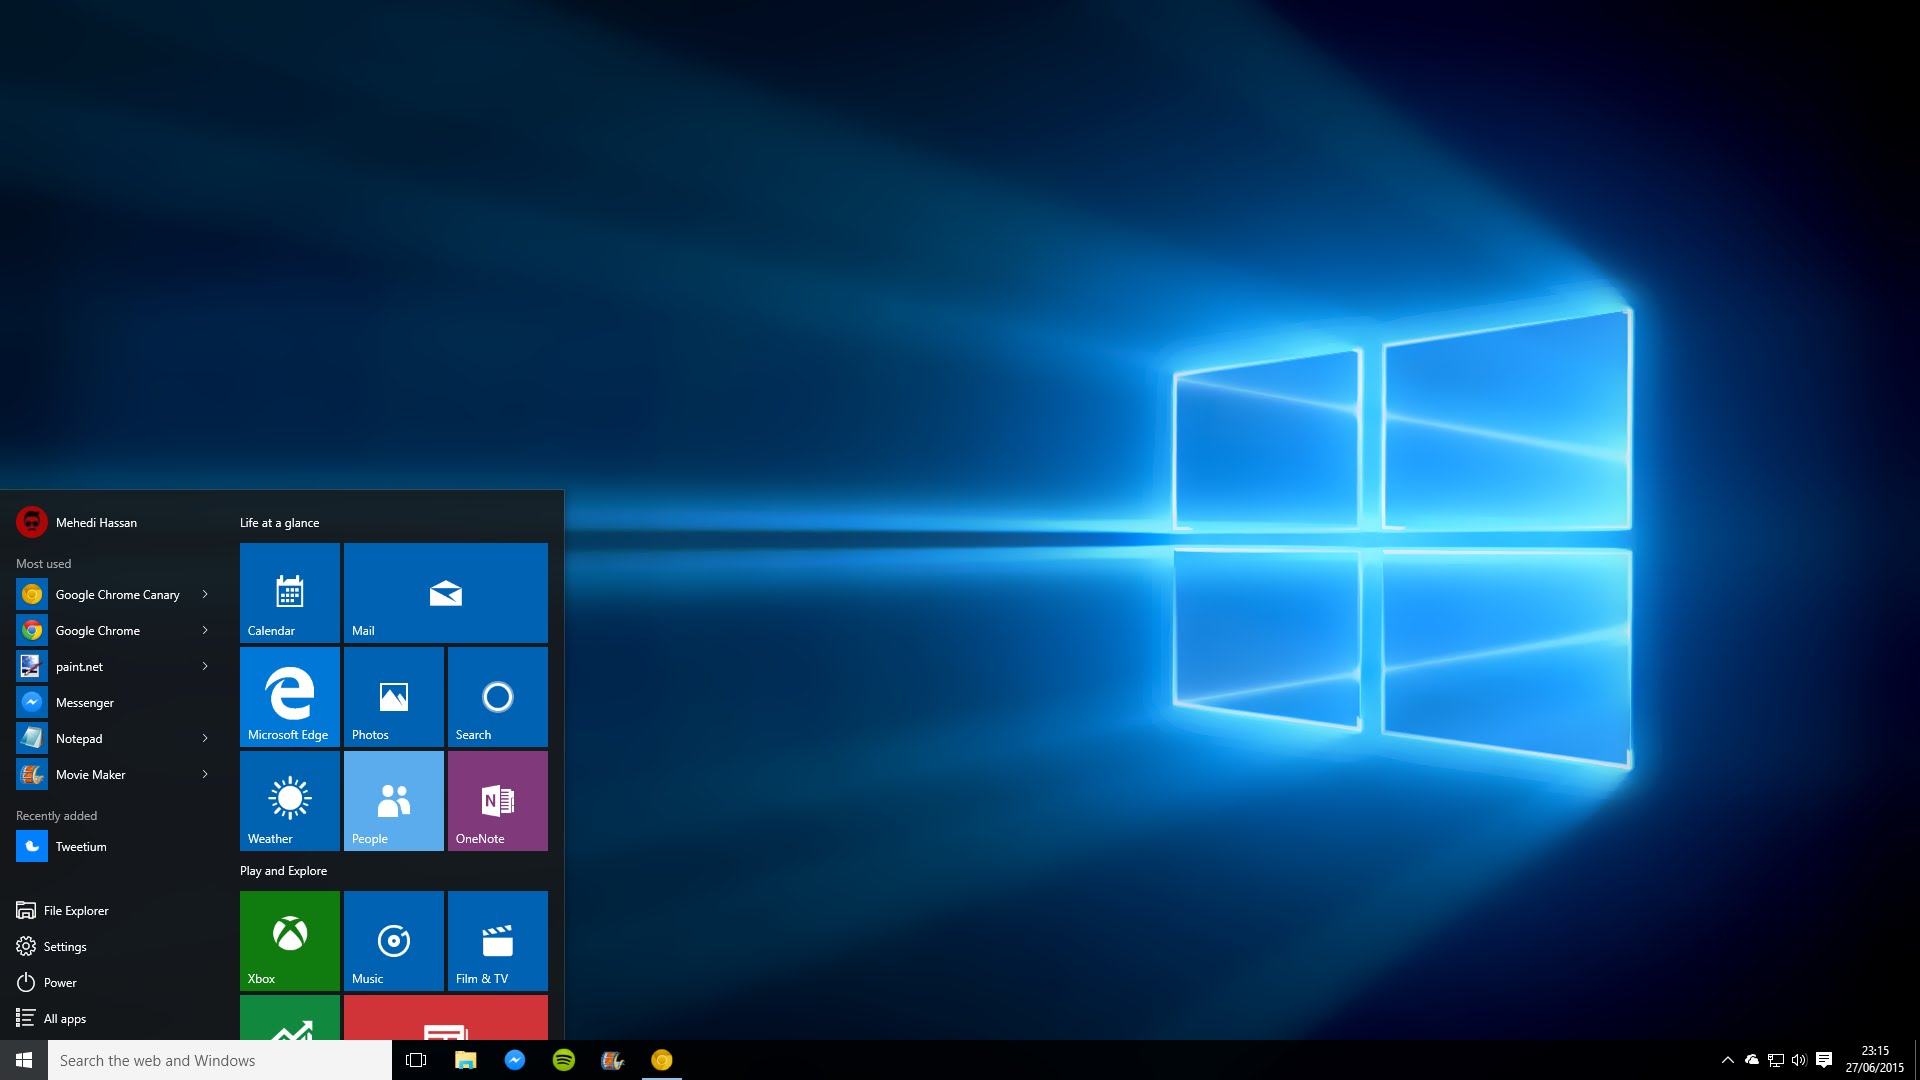 Mehedi Hassan
Most used
Google Chrome Canary
Google Chrome
paint.net
Messenger
Notepad
Movie Maker
Recently added
Tweetium
File Explorer
Settings
Power
All apps
Life at a glance
Calendar
Mail
Microsoft Edge
Photos
Search
Weather
People
OneNote
Play and Explore
Xbox
Music
Film & TV
Search the web and Windows
23:15
27/06/2015